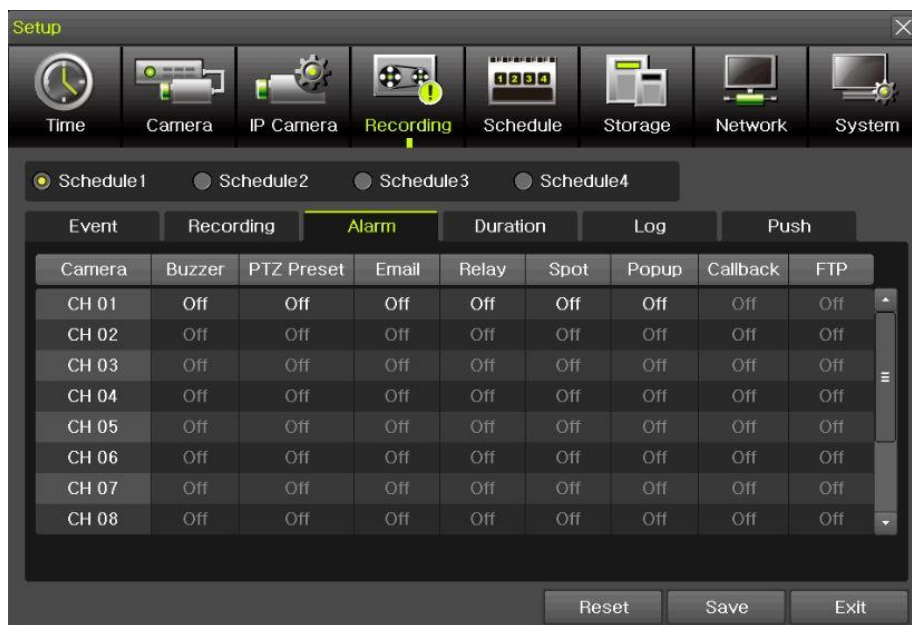 Setup
Time Camera IP Camera Recording Schedule Storage Network System
1 2 3 4
Schedule1 Schedule2 Schedule3 Schedule4
Event Recording Alarm Duration Log Push
Camera Buzzer PTZ Preset Email Relay Spot Popup Callback FTP
CH 01 Off Off Off Off Off Off Off Off
CH 02 Off Off Off Off Off Off Off Off
CH 03 Off Off Off Off Off Off Off Off
CH 04 Off Off Off Off Off Off Off Off
CH 05 Off Off Off Off Off Off Off Off
CH 06 Off Off Off Off Off Off Off Off
CH 07 Off Off Off Off Off Off Off Off
CH 08 Off Off Off Off Off Off Off Off
Reset Save Exit